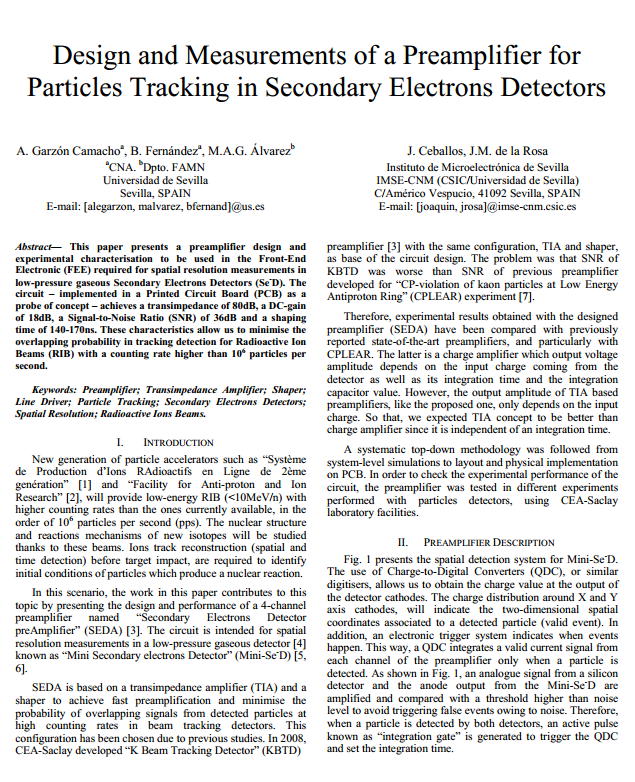 Design and Measurements of a Preamplifier for
Particles Tracking in Secondary Electrons Detectors
A. Garzón Camachoª, B. Fernándezª, M.A.G. Álvarezᵇ
ªCNA. ᵇDpto. FAMN
Universidad de Sevilla
Sevilla, SPAIN
E-mail: [alegarzon, malvarez, bfernand]@us.es
J. Ceballos, J.M. de la Rosa
Instituto de Microelectrónica de Sevilla
IMSE-CNM (CSIC/Universidad de Sevilla)
C/Américo Vespucio, 41092 Sevilla, SPAIN
E-mail: [joaquin, jrosa]@imse-cnm.csic.es
Abstract— This paper presents a preamplifier design and
experimental characterisation to be used in the Front-End
Electronic (FEE) required for spatial resolution measurements in
low-pressure gaseous Secondary Electrons Detectors (Se⁻D). The
circuit – implemented in a Printed Circuit Board (PCB) as a
probe of concept – achieves a transimpedance of 80dB, a DC-gain
of 18dB, a Signal-to-Noise Ratio (SNR) of 36dB and a shaping
time of 140-170ns. These characteristics allow us to minimise the
overlapping probability in tracking detection for Radioactive Ion
Beams (RIB) with a counting rate higher than 10⁶ particles per
second.
Keywords: Preamplifier; Transimpedance Amplifier; Shaper;
Line Driver; Particle Tracking; Secondary Electrons Detectors;
Spatial Resolution; Radioactive Ions Beams.
I. INTRODUCTION
New generation of particle accelerators such as “Système
de Production d’Ions RAdioactifs en Ligne de 2ème
genération” [1] and “Facility for Anti-proton and Ion
Research” [2], will provide low-energy RIB (<10MeV/n) with
higher counting rates than the ones currently available, in the
order of 10⁶ particles per second (pps). The nuclear structure
and reactions mechanisms of new isotopes will be studied
thanks to these beams. Ions track reconstruction (spatial and
time detection) before target impact, are required to identify
initial conditions of particles which produce a nuclear reaction.
In this scenario, the work in this paper contributes to this
topic by presenting the design and performance of a 4-channel
preamplifier named “Secondary Electrons Detector
preAmplifier” (SEDA) [3]. The circuit is intended for spatial
resolution measurements in a low-pressure gaseous detector [4]
known as “Mini Secondary electrons Detector” (Mini-Se⁻D) [5,
6].
SEDA is based on a transimpedance amplifier (TIA) and a
shaper to achieve fast preamplification and minimise the
probability of overlapping signals from detected particles at
high counting rates in beam tracking detectors. This
configuration has been chosen due to previous studies. In 2008,
CEA-Saclay developed “K Beam Tracking Detector” (KBTD)
preamplifier [3] with the same configuration, TIA and shaper,
as base of the circuit design. The problem was that SNR of
KBTD was worse than SNR of previous preamplifier
developed for “CP-violation of kaon particles at Low Energy
Antiproton Ring” (CPLEAR) experiment [7].
Therefore, experimental results obtained with the designed
preamplifier (SEDA) have been compared with previously
reported state-of-the-art preamplifiers, and particularly with
CPLEAR. The latter is a charge amplifier which output voltage
amplitude depends on the input charge coming from the
detector as well as its integration time and the integration
capacitor value. However, the output amplitude of TIA based
preamplifiers, like the proposed one, only depends on the input
charge. So that, we expected TIA concept to be better than
charge amplifier since it is independent of an integration time.
A systematic top-down methodology was followed from
system-level simulations to layout and physical implementation
on PCB. In order to check the experimental performance of the
circuit, the preamplifier was tested in different experiments
performed with particles detectors, using CEA-Saclay
laboratory facilities.
II. PREAMPLIFIER DESCRIPTION
Fig. 1 presents the spatial detection system for Mini-Se⁻D.
The use of Charge-to-Digital Converters (QDC), or similar
digitisers, allows us to obtain the charge value at the output of
the detector cathodes. The charge distribution around X and Y
axis cathodes, will indicate the two-dimensional spatial
coordinates associated to a detected particle (valid event). In
addition, an electronic trigger system indicates when events
happen. This way, a QDC integrates a valid current signal from
each channel of the preamplifier only when a particle is
detected. As shown in Fig. 1, an analogue signal from a silicon
detector and the anode output from the Mini-Se⁻D are
amplified and compared with a threshold higher than noise
level to avoid triggering false events owing to noise. Therefore,
when a particle is detected by both detectors, an active pulse
known as “integration gate” is generated to trigger the QDC
and set the integration time.